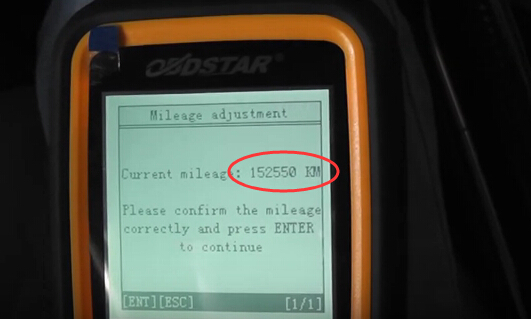 OBDSTAR®
Mileage adjustment
Current mileage: 152550 KM
Please confirm the mileage
correctly and press ENTER
to continue
[ENT][ESC] [1/1]